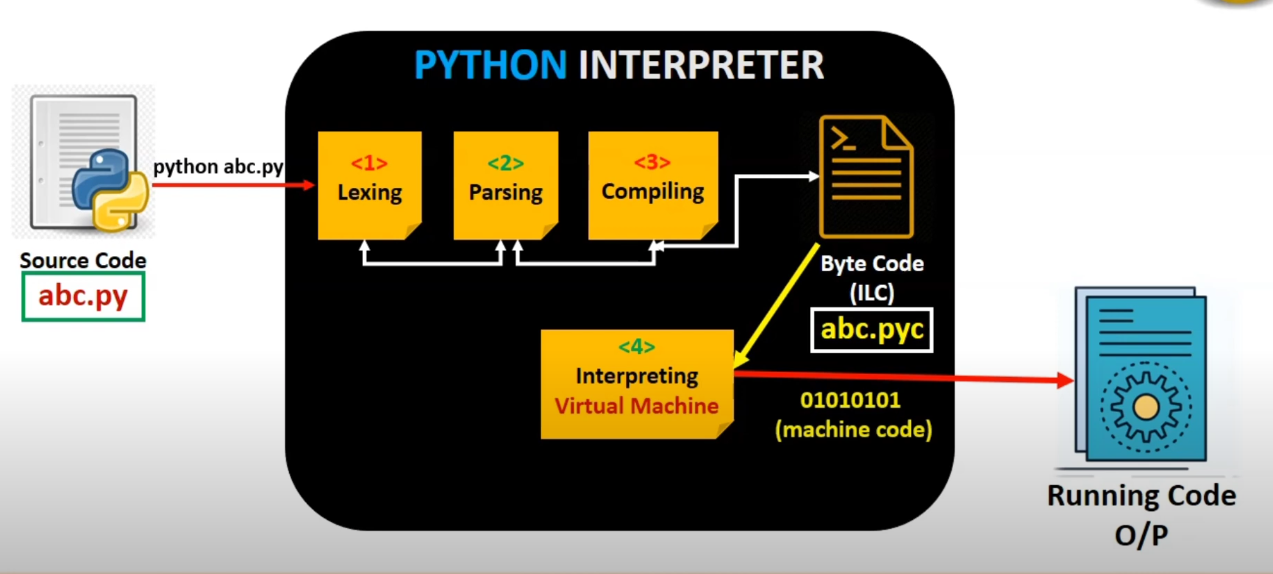 PYTHON INTERPRETER
python abc.py
<1>
Lexing
<2>
Parsing
<3>
Compiling
Source Code
abc.py
Byte Code
(ILC)
abc.pyc
<4>
Interpreting
Virtual Machine
01010101
(machine code)
Running Code
O/P